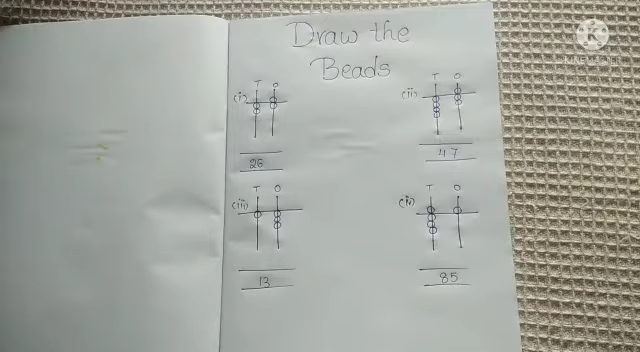 Draw the
Beads
(i) T O
26
(ii) T O
47
(iii) T O
13
(iv) T O
85
K